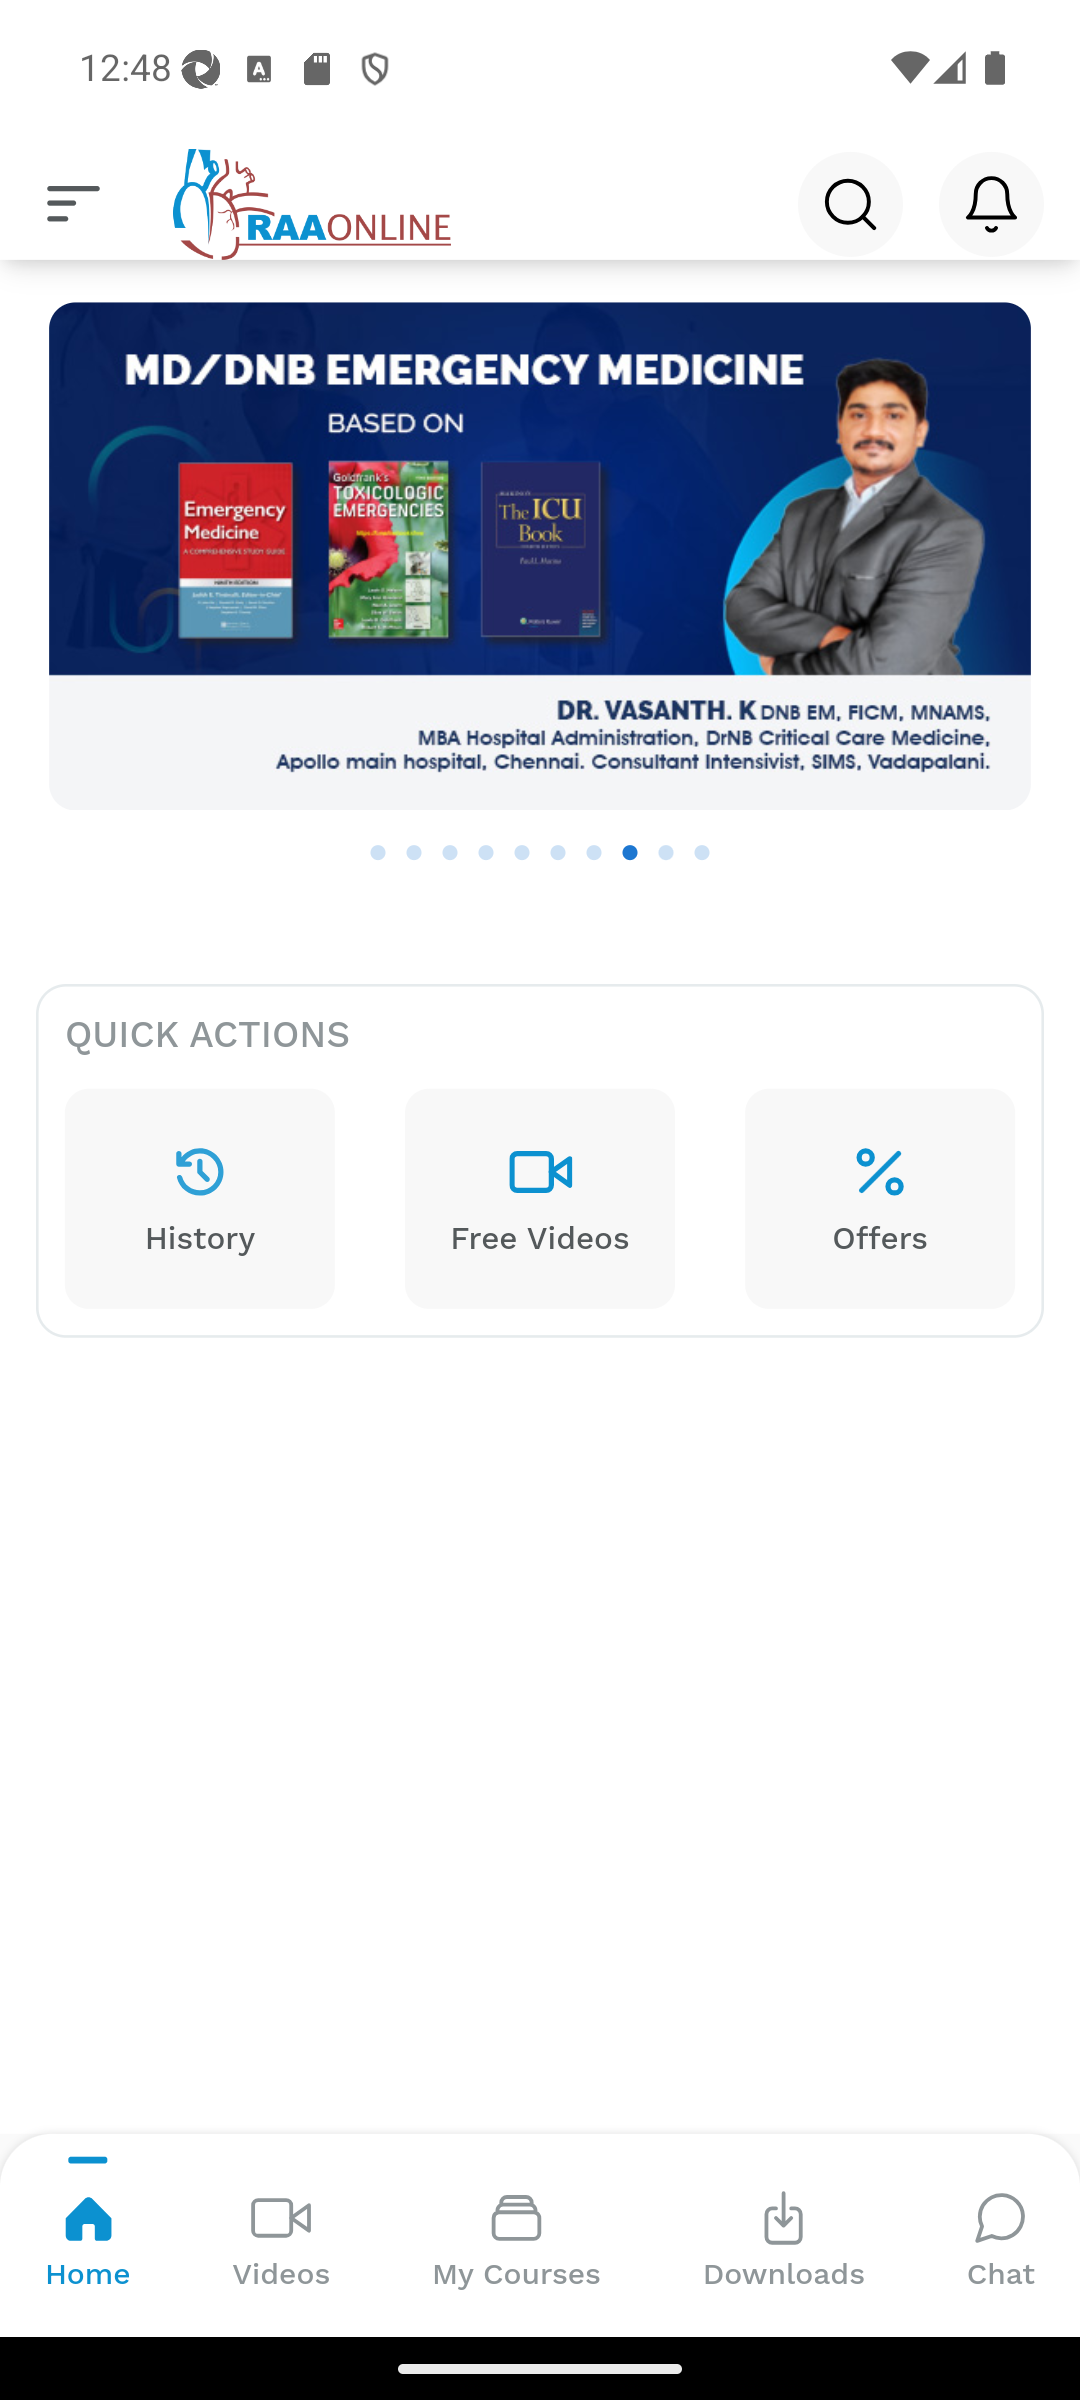 12:48
RAAONLINE
MD/DNB EMERGENCY MEDICINE
BASED ON
Emergency
Medicine
A COMPREHENSIVE STUDY GUIDE
NINTH EDITION
Goldfrank's
TOXICOLOGIC
EMERGENCIES
The ICU
Book
DR. VASANTH. K DNB EM, FICM, MNAMS,
MBA Hospital Administration, DrNB Critical Care Medicine,
Apollo main hospital, Chennai. Consultant Intensivist, SIMS, Vadapalani.
QUICK ACTIONS
History
Free Videos
Offers
Home
Videos
My Courses
Downloads
Chat